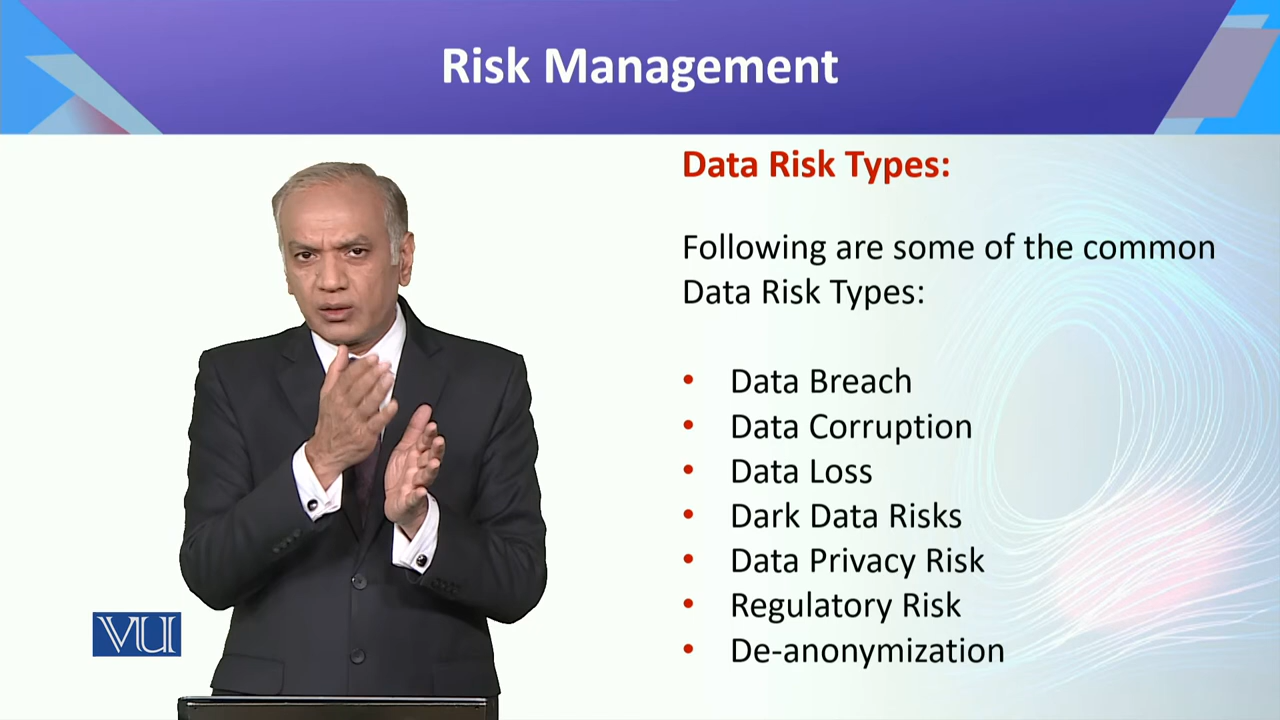 Risk Management
Data Risk Types:
Following are some of the common
Data Risk Types:
• Data Breach
• Data Corruption
• Data Loss
• Dark Data Risks
• Data Privacy Risk
• Regulatory Risk
• De-anonymization
VU